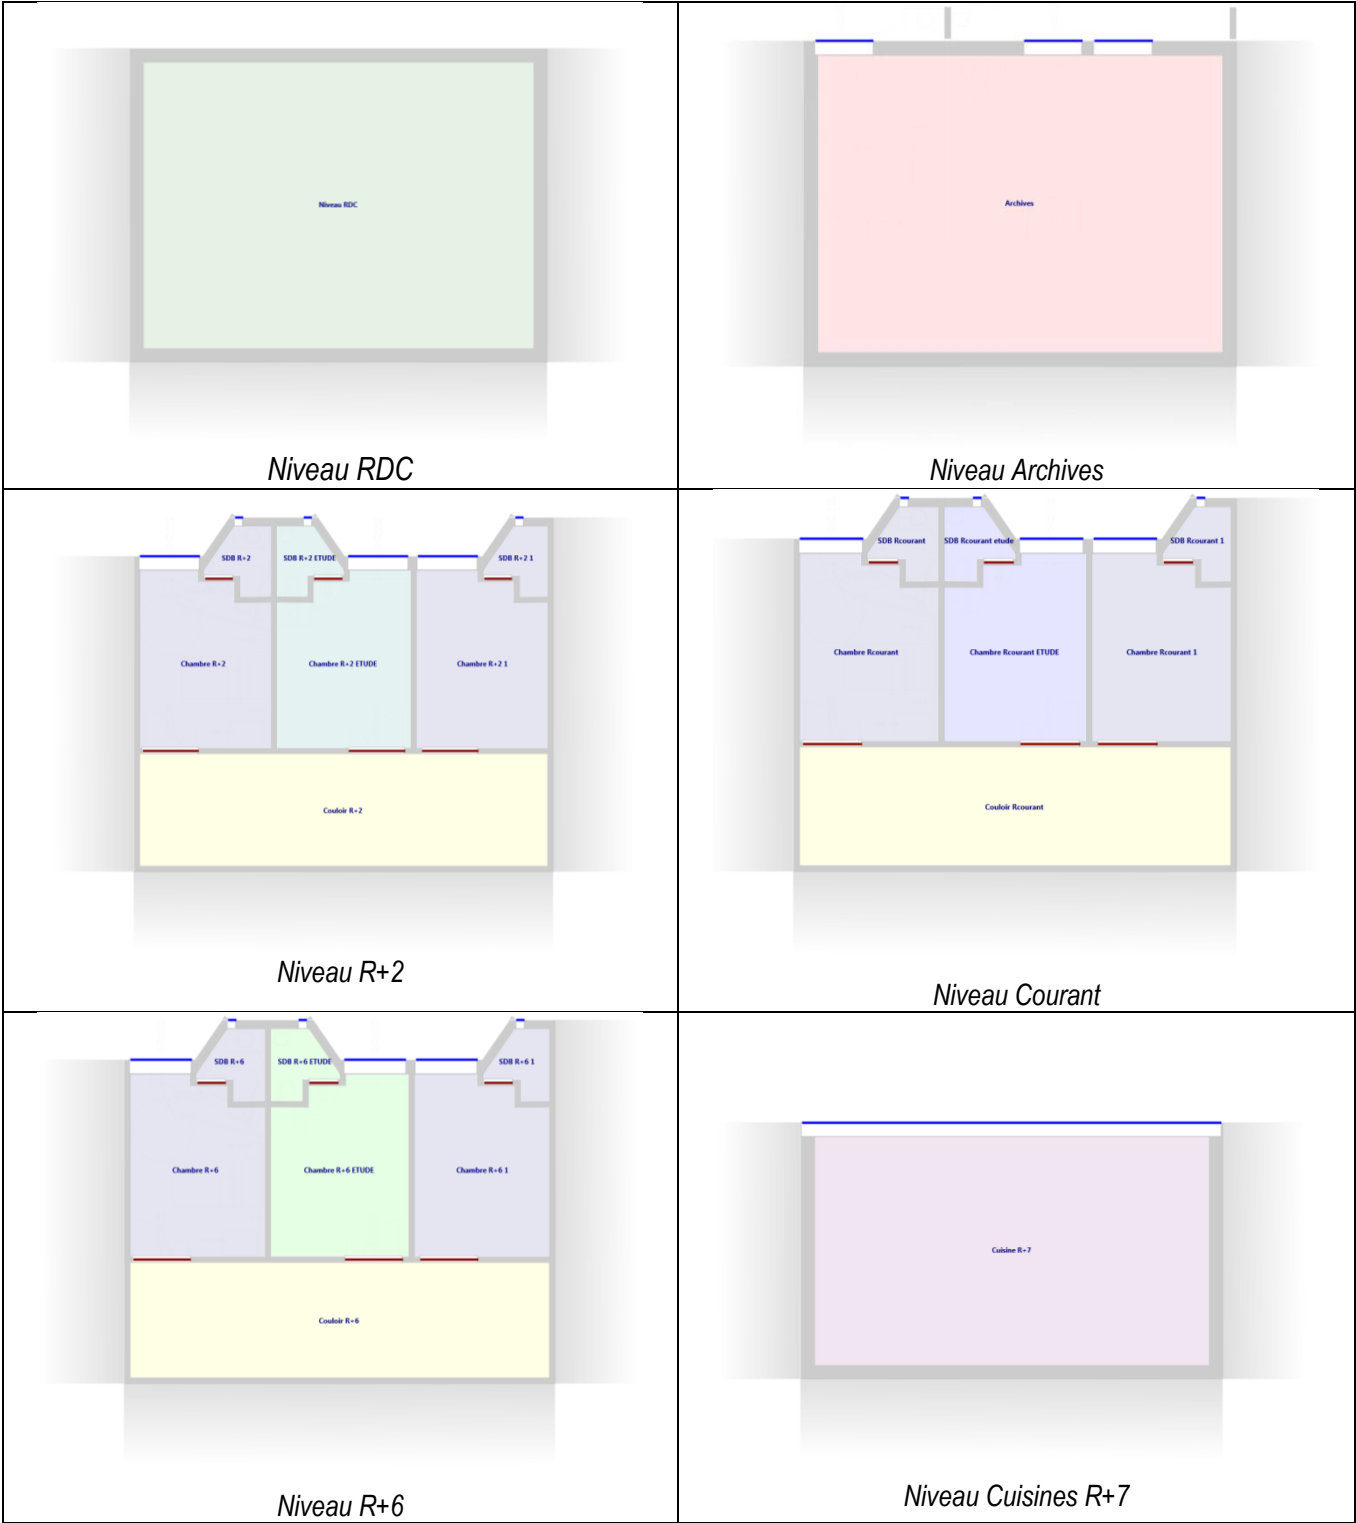 Niveau RDC
Niveau RDC
Archives
Niveau Archives
SDB R+2
SDB R+2 ETUDE
SDB R+2 1
Chambre R+2
Chambre R+2 ETUDE
Chambre R+2 1
Couloir R+2
Niveau R+2
SDB Rcourant
SDB Rcourant etude
SDB Rcourant 1
Chambre Rcourant
Chambre Rcourant ETUDE
Chambre Rcourant 1
Couloir Rcourant
Niveau Courant
SDB R+6
SDB R+6 ETUDE
SDB R+6 1
Chambre R+6
Chambre R+6 ETUDE
Chambre R+6 1
Couloir R+6
Niveau R+6
Cuisine R+7
Niveau Cuisines R+7